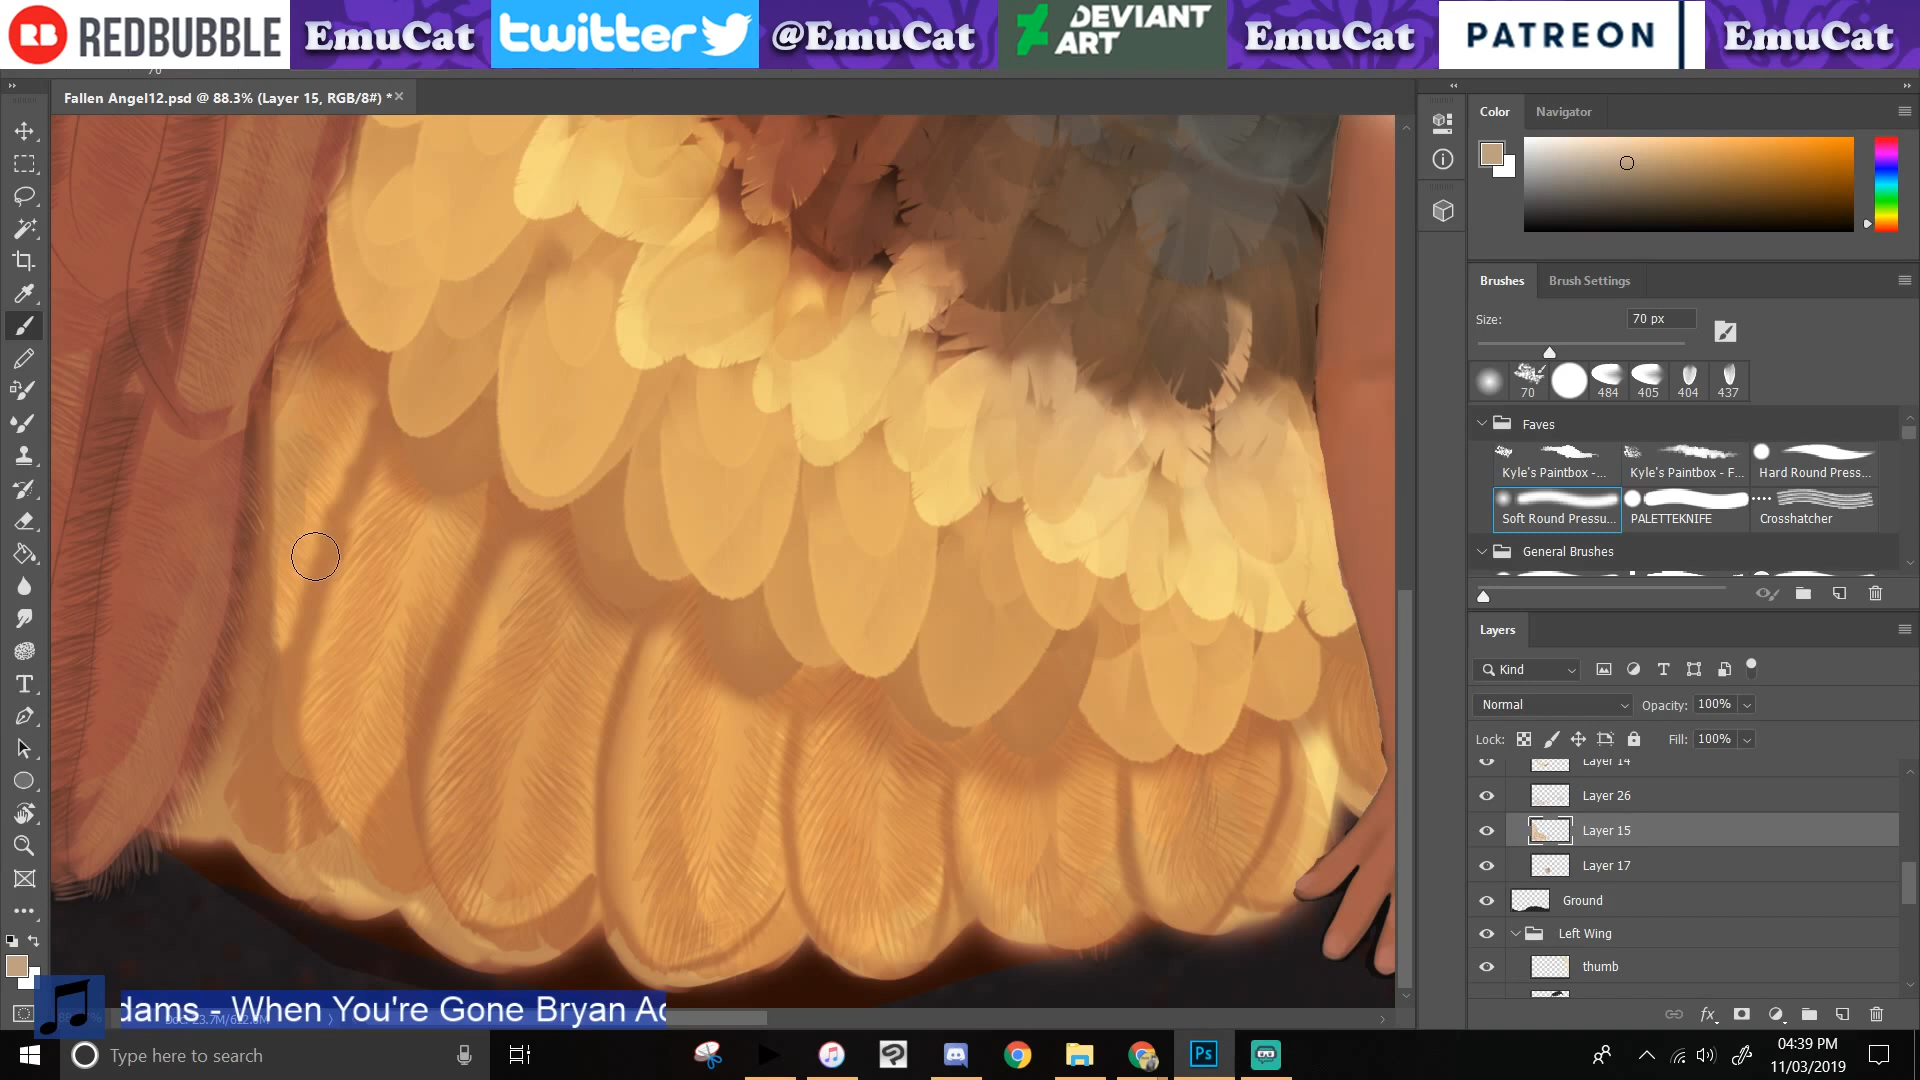 RB REDBUBBLE EmuCat twitter @EmuCat DEVIANT ART EmuCat PATREON EmuCat
70
Fallen Angel12.psd @ 88.3% (Layer 15, RGB/8#) *
Color Navigator
Brushes Brush Settings
Size: 70 px
70 484 405 404 437
Faves
Kyle's Paintbox -... Kyle's Paintbox - F... Hard Round Press...
Soft Round Pressu... PALETTEKNIFE Crosshatcher
General Brushes
Layers
Kind
Normal Opacity: 100%
Lock: Fill: 100%
Layer 14
Layer 26
Layer 15
Layer 17
Ground
Left Wing
thumb
dams - When You're Gone Bryan Ad
fx
Type here to search
Ps
04:39 PM
11/03/2019